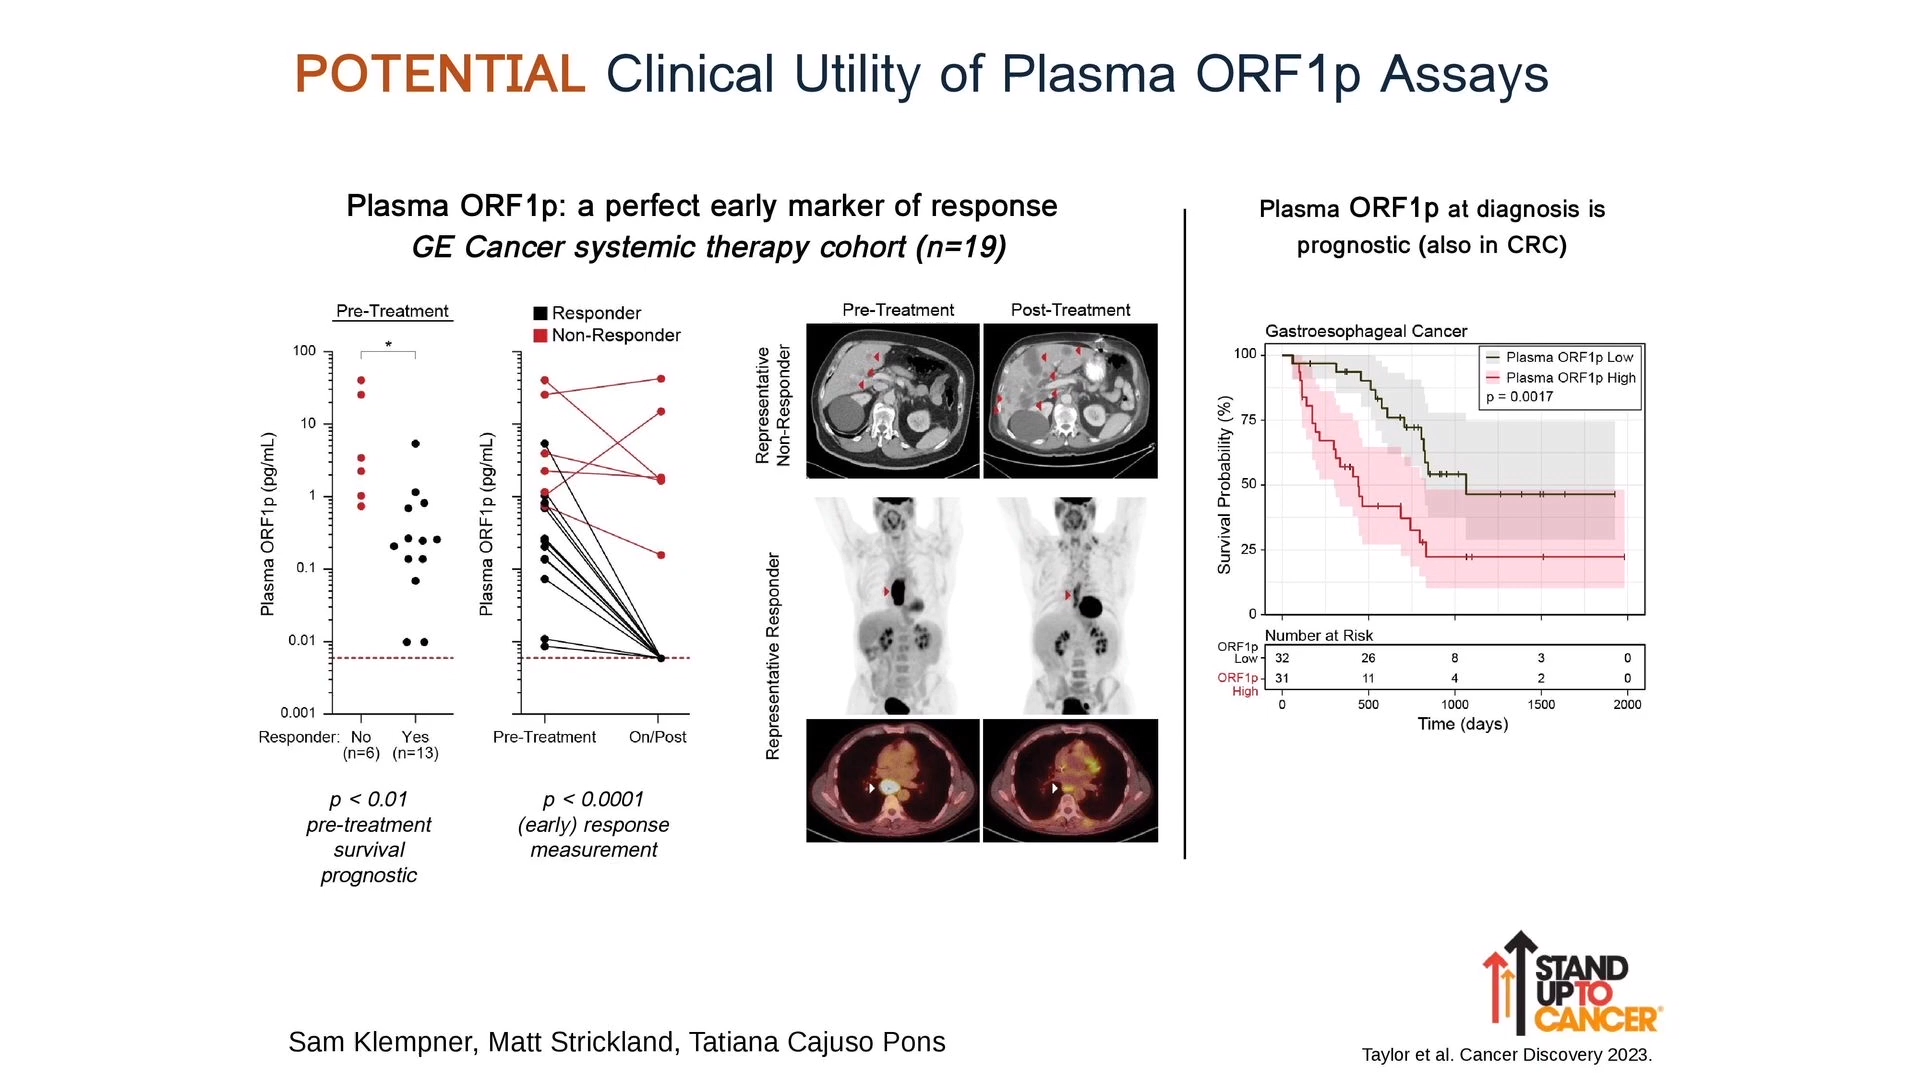 POTENTIAL Clinical Utility of Plasma ORF1p Assays
Plasma ORF1p: a perfect early marker of response
GE Cancer systemic therapy cohort (n=19)
Pre-Treatment
*
100
10
1
0.1
0.01
0.001
Plasma ORF1p (pg/mL)
Responder: No Yes
(n=6) (n=13)
p < 0.01
pre-treatment
survival
prognostic
Responder
Non-Responder
Plasma ORF1p (pg/mL)
Pre-Treatment On/Post
p < 0.0001
(early) response
measurement
Pre-Treatment Post-Treatment
Representative
Non-Responder
Representative Responder
Plasma ORF1p at diagnosis is
prognostic (also in CRC)
Gastroesophageal Cancer
Plasma ORF1p Low
Plasma ORF1p High
p = 0.0017
100
75
50
25
0
Survival Probability (%)
Number at Risk
ORF1p
Low 32 26 8 3 0
ORF1p
High 31 11 4 2 0
0 500 1000 1500 2000
Time (days)
STAND
UPTO
CANCER®
Sam Klempner, Matt Strickland, Tatiana Cajuso Pons
Taylor et al. Cancer Discovery 2023.